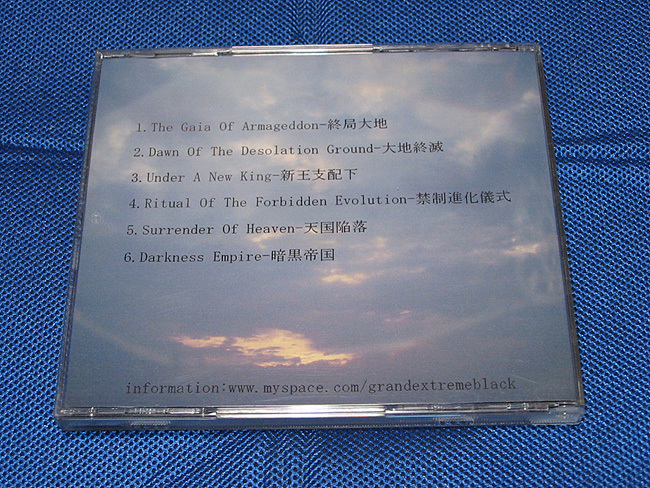 1.The Gaia Of Armageddon-終局大地
2.Dawn Of The Desolation Ground-大地終滅
3.Under A New King-新王支配下
4.Ritual Of The Forbidden Evolution-禁制進化儀式
5.Surrender Of Heaven-天国陥落
6.Darkness Empire-暗黒帝国
information:www.myspace.com/grandextremeblack